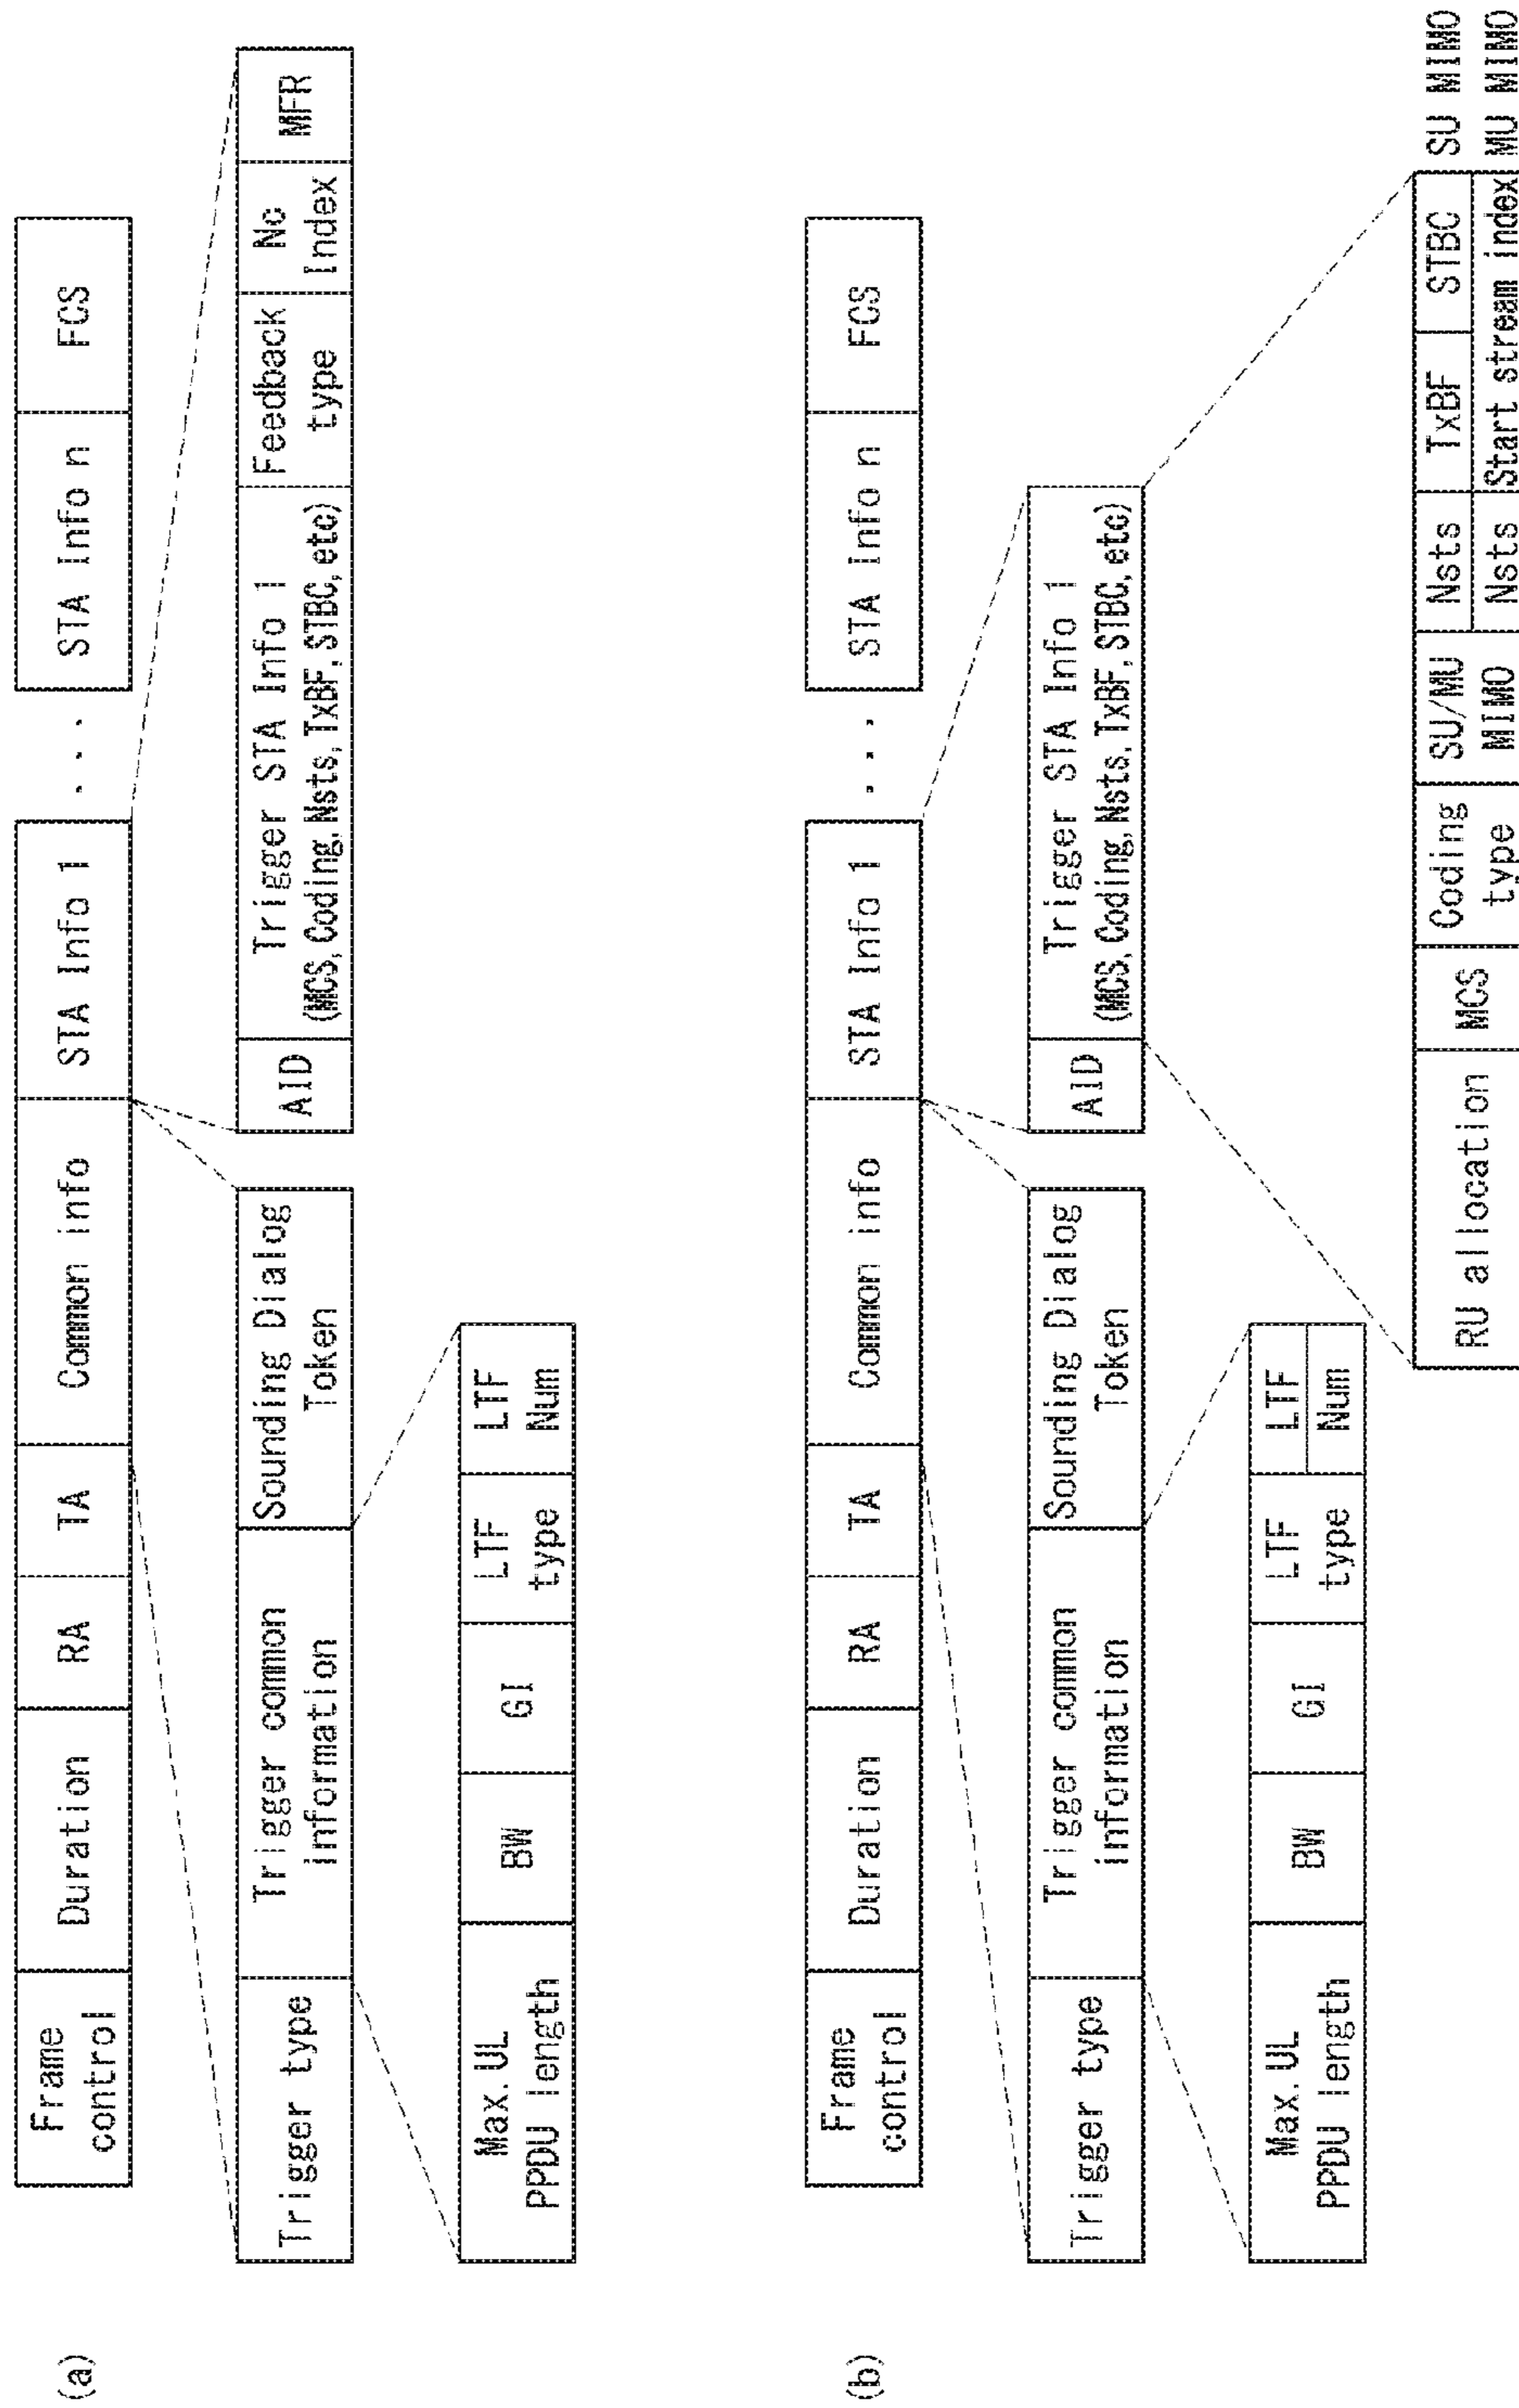 (a)
Frame
control
Duration
RA
TA
Common info
STA Info 1
. . .
STA Info n
FCS
Trigger type
Trigger common
information
Sounding Dialog
Token
AID
Trigger STA Info 1
(MCS, Coding, Nsts, TxBF, STBC, etc)
Feedback
type
Nc
Index
MFR
Max. UL
PPDU length
BW
GI
LTF
type
LTF
Num
(b)
Frame
control
Duration
RA
TA
Common info
STA Info 1
. . .
STA Info n
FCS
Trigger type
Trigger common
information
Sounding Dialog
Token
AID
Trigger STA Info 1
(MCS, Coding, Nsts, TxBF, STBC, etc)
Max. UL
PPDU length
BW
GI
LTF
type
LTF
Num
RU allocation
MCS
Coding
type
SU/MU
MIMO
Nsts
TxBF
STBC
SU MIMO
Nsts
Start stream index
MU MIMO